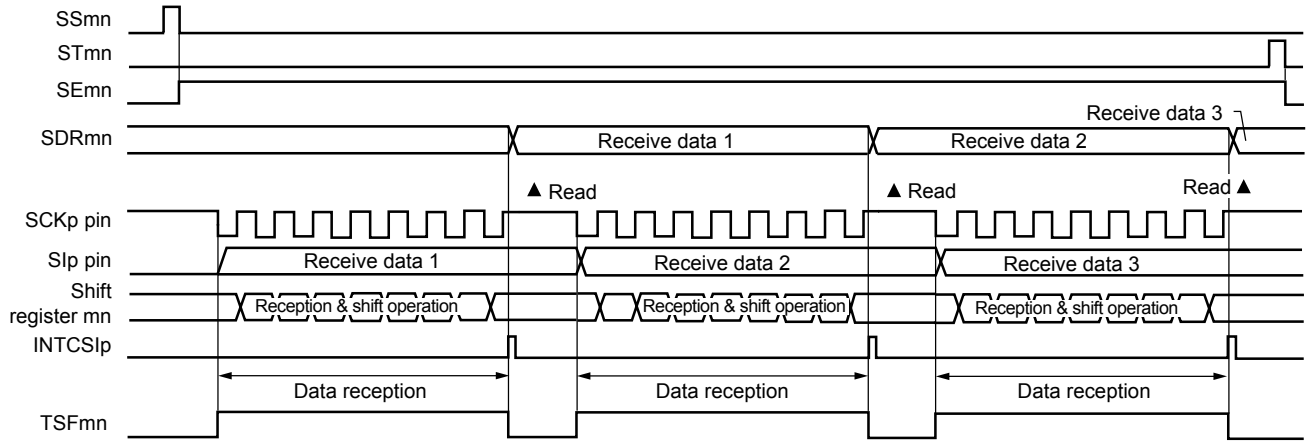 SSmn
STmn
SEmn
Receive data 3
SDRmn
Receive data 1
Receive data 2
▲ Read
▲ Read
Read ▲
SCKp pin
SIp pin
Receive data 1
Receive data 2
Receive data 3
Shift
register mn
Reception & shift operation
Reception & shift operation
Reception & shift operation
INTCSIp
Data reception
Data reception
Data reception
TSFmn